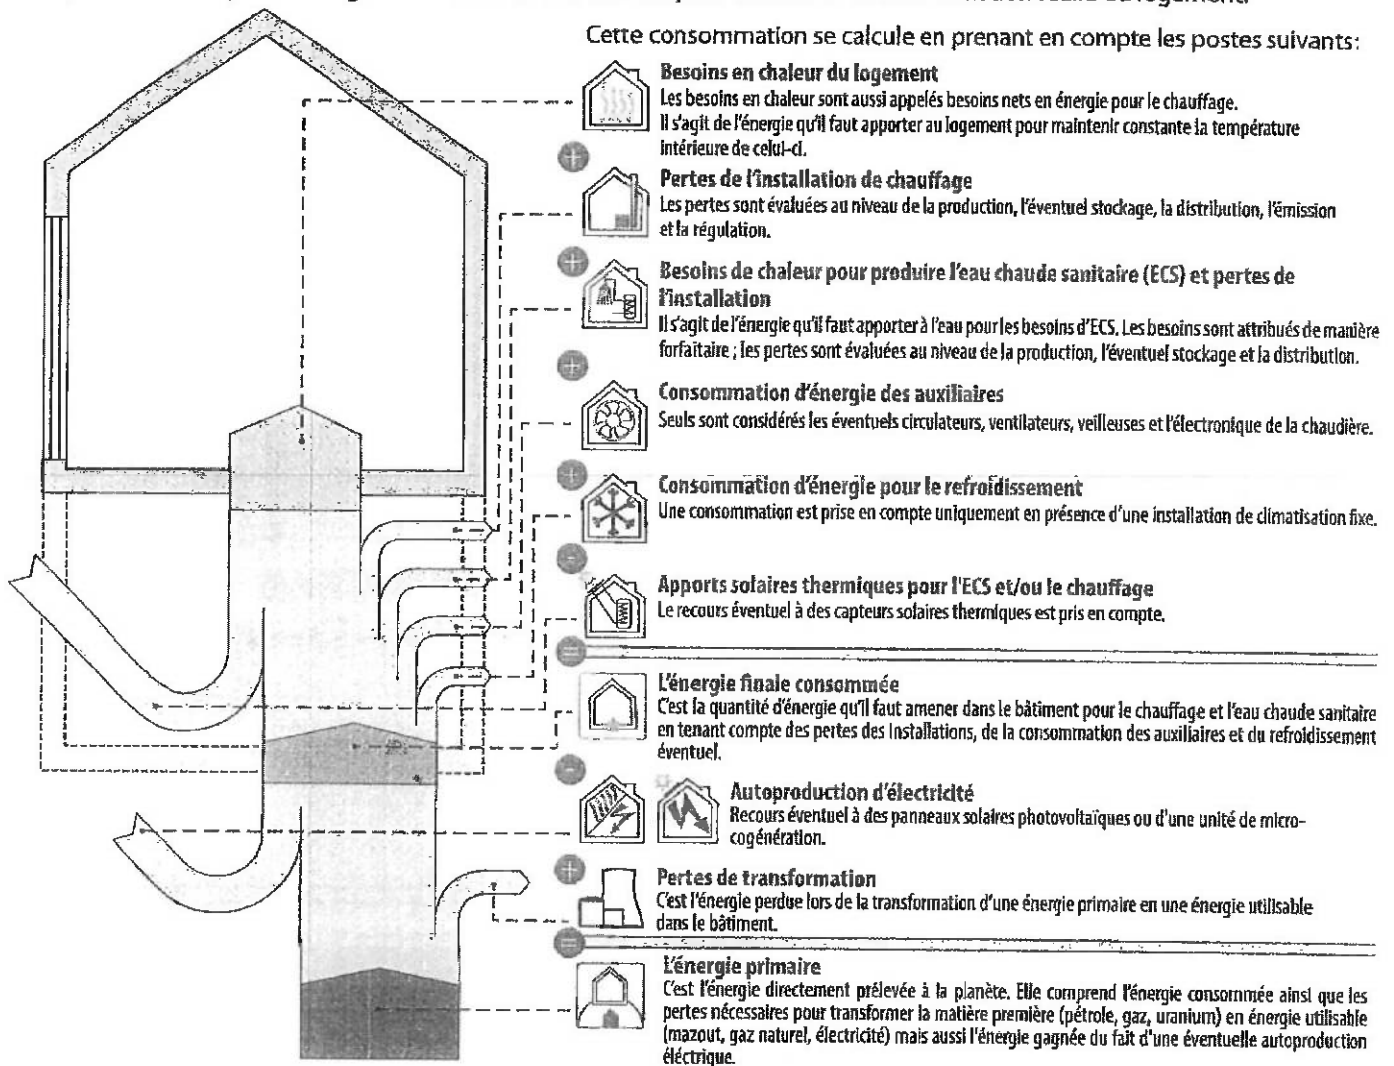 Cette consommation se calcule en prenant en compte les postes suivants:
Besoins en chaleur du logement
Les besoins en chaleur sont aussi appelés besoins nets en énergie pour le chauffage.
Il s'agit de l'énergie qu'il faut apporter au logement pour maintenir constante la température
intérieure de celui-ci.
+
Pertes de l'installation de chauffage
Les pertes sont évaluées au niveau de la production, l'éventuel stockage, la distribution, l'émission
et la régulation.
+
Besoins de chaleur pour produire l'eau chaude sanitaire (ECS) et pertes de
l'installation
Il s'agit de l'énergie qu'il faut apporter à l'eau pour les besoins d'ECS. Les besoins sont attribués de manière
forfaitaire ; les pertes sont évaluées au niveau de la production, l'éventuel stockage et la distribution.
+
Consommation d'énergie des auxiliaires
Seuls sont considérés les éventuels circulateurs, ventilateurs, veilleuses et l'électronique de la chaudière.
+
Consommation d'énergie pour le refroidissement
Une consommation est prise en compte uniquement en présence d'une installation de climatisation fixe.
-
Apports solaires thermiques pour l'ECS et/ou le chauffage
Le recours éventuel à des capteurs solaires thermiques est pris en compte.
=
L'énergie finale consommée
C'est la quantité d'énergie qu'il faut amener dans le bâtiment pour le chauffage et l'eau chaude sanitaire
en tenant compte des pertes des installations, de la consommation des auxiliaires et du refroidissement
éventuel.
-
Autoproduction d'électricité
Recours éventuel à des panneaux solaires photovoltaïques ou d'une unité de micro-
cogénération.
+
Pertes de transformation
C'est l'énergie perdue lors de la transformation d'une énergie primaire en une énergie utilisable
dans le bâtiment.
=
L'énergie primaire
C'est l'énergie directement prélevée à la planète. Elle comprend l'énergie consommée ainsi que les
pertes nécessaires pour transformer la matière première (pétrole, gaz, uranium) en énergie utilisable
(mazout, gaz naturel, électricité) mais aussi l'énergie gagnée du fait d'une éventuelle autoproduction
éléctrique.